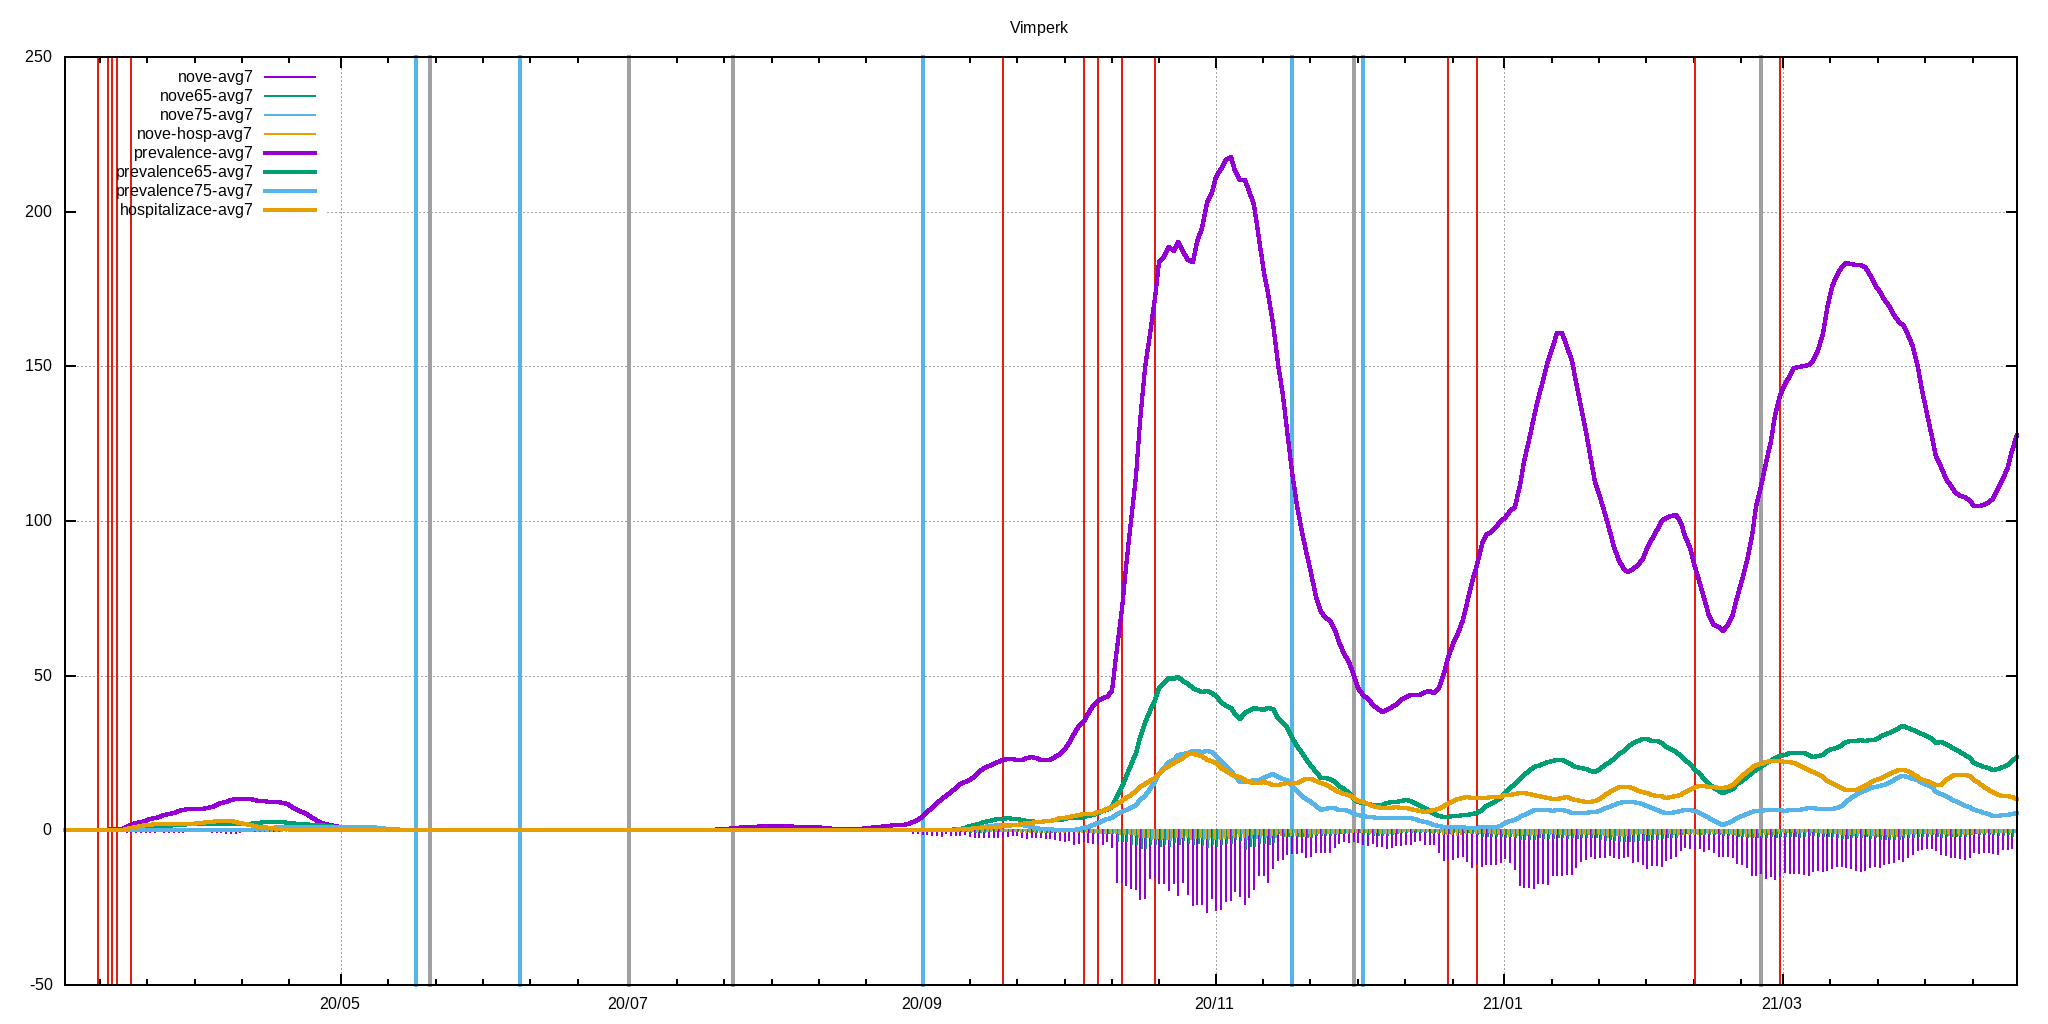 Vimperk
250
200
150
100
50
0
-50
nove-avg7
nove65-avg7
nove75-avg7
nove-hosp-avg7
prevalence-avg7
prevalence65-avg7
prevalence75-avg7
hospitalizace-avg7
20/05
20/07
20/09
20/11
21/01
21/03